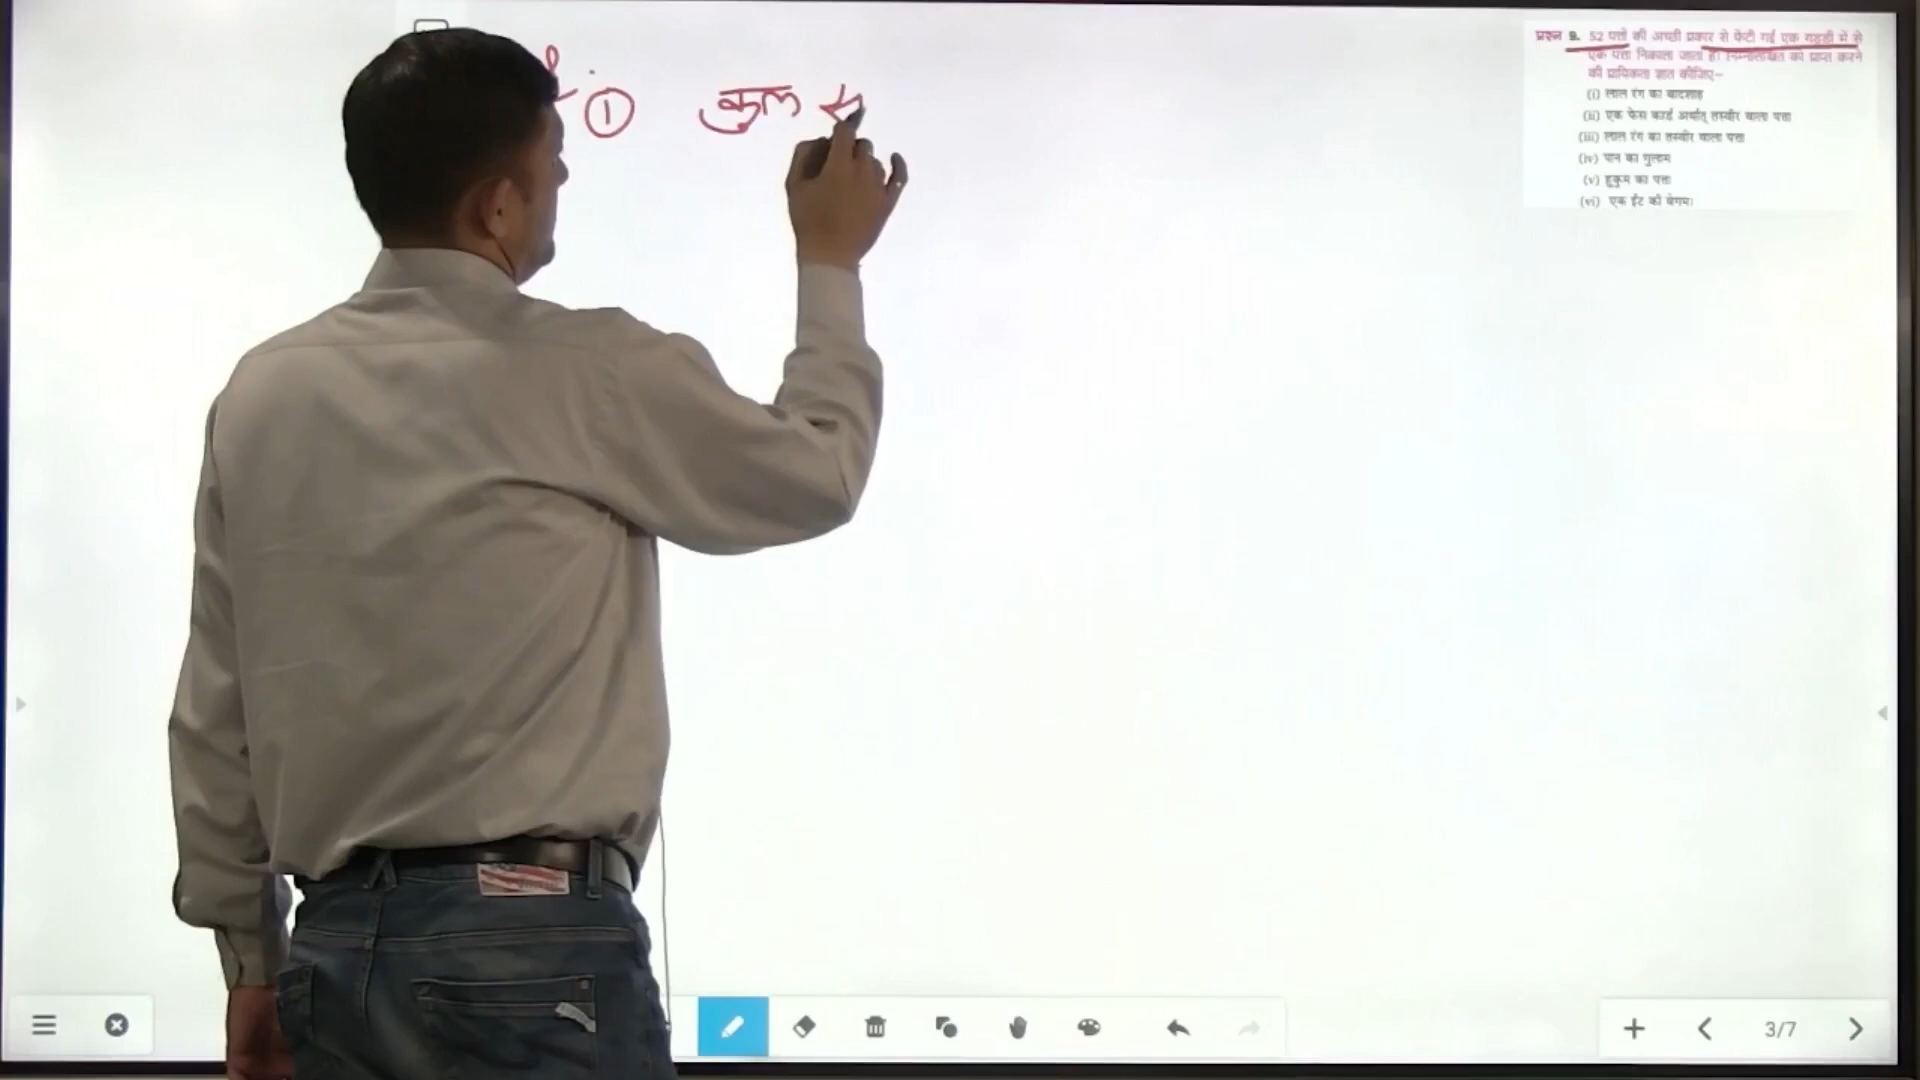 ① कुल स
प्रश्न 9. 52 पत्तों की अच्छी प्रकार से फेंटी गई एक गड्डी में से
एक पत्ता निकाला जाता है। निम्नलिखित को प्राप्त करने
की प्रायिकता ज्ञात कीजिए–
(i) लाल रंग का बादशाह
(ii) एक फेस कार्ड अर्थात् तस्वीर वाला पत्ता
(iii) लाल रंग का तस्वीर वाला पत्ता
(iv) पान का गुलाम
(v) हुकुम का पत्ता
(vi) एक ईंट की बेगम।
3/7